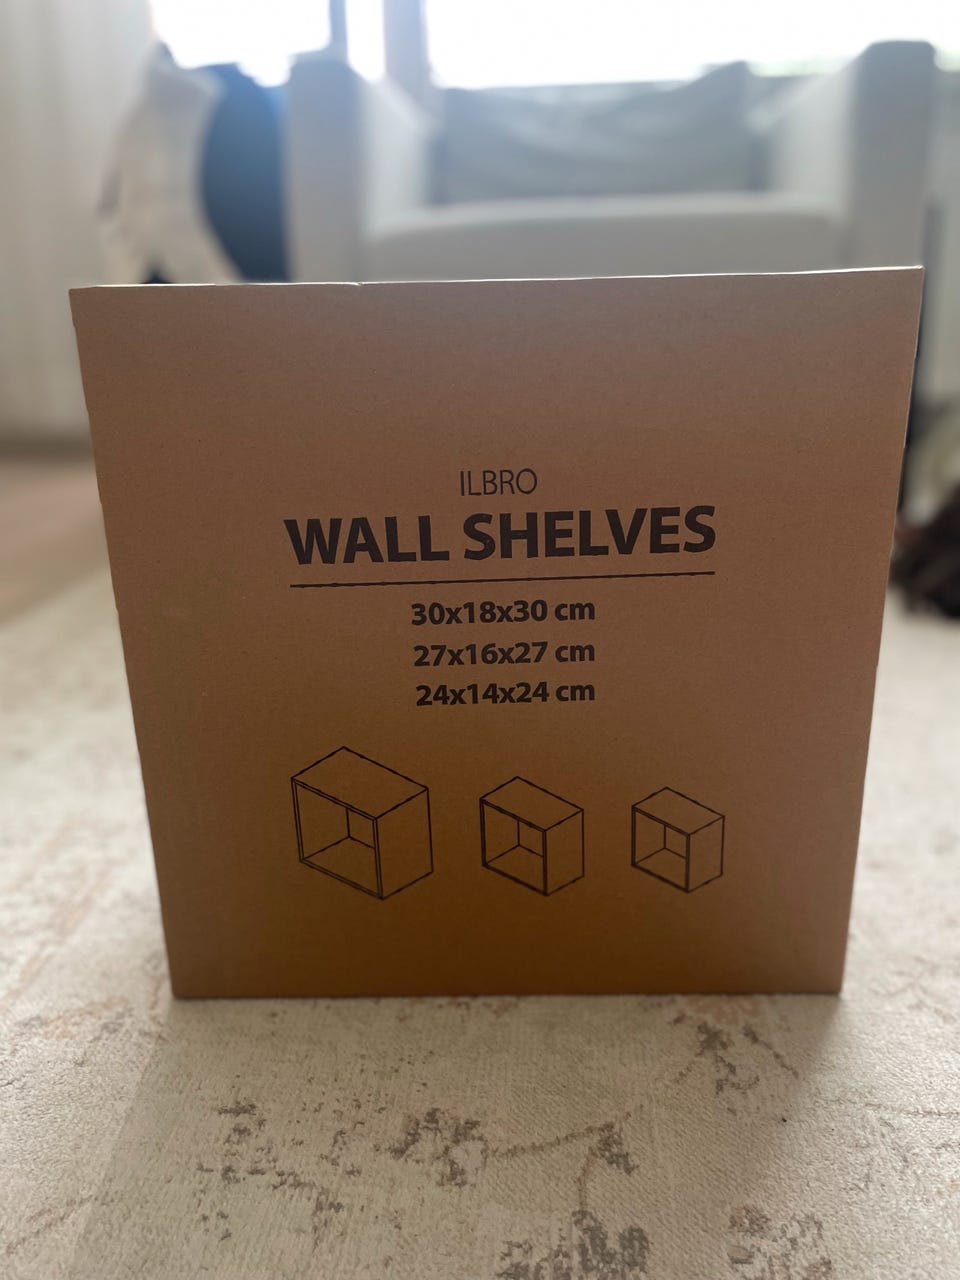 ILBRO
WALL SHELVES
30x18x30 cm
27x16x27 cm
24x14x24 cm